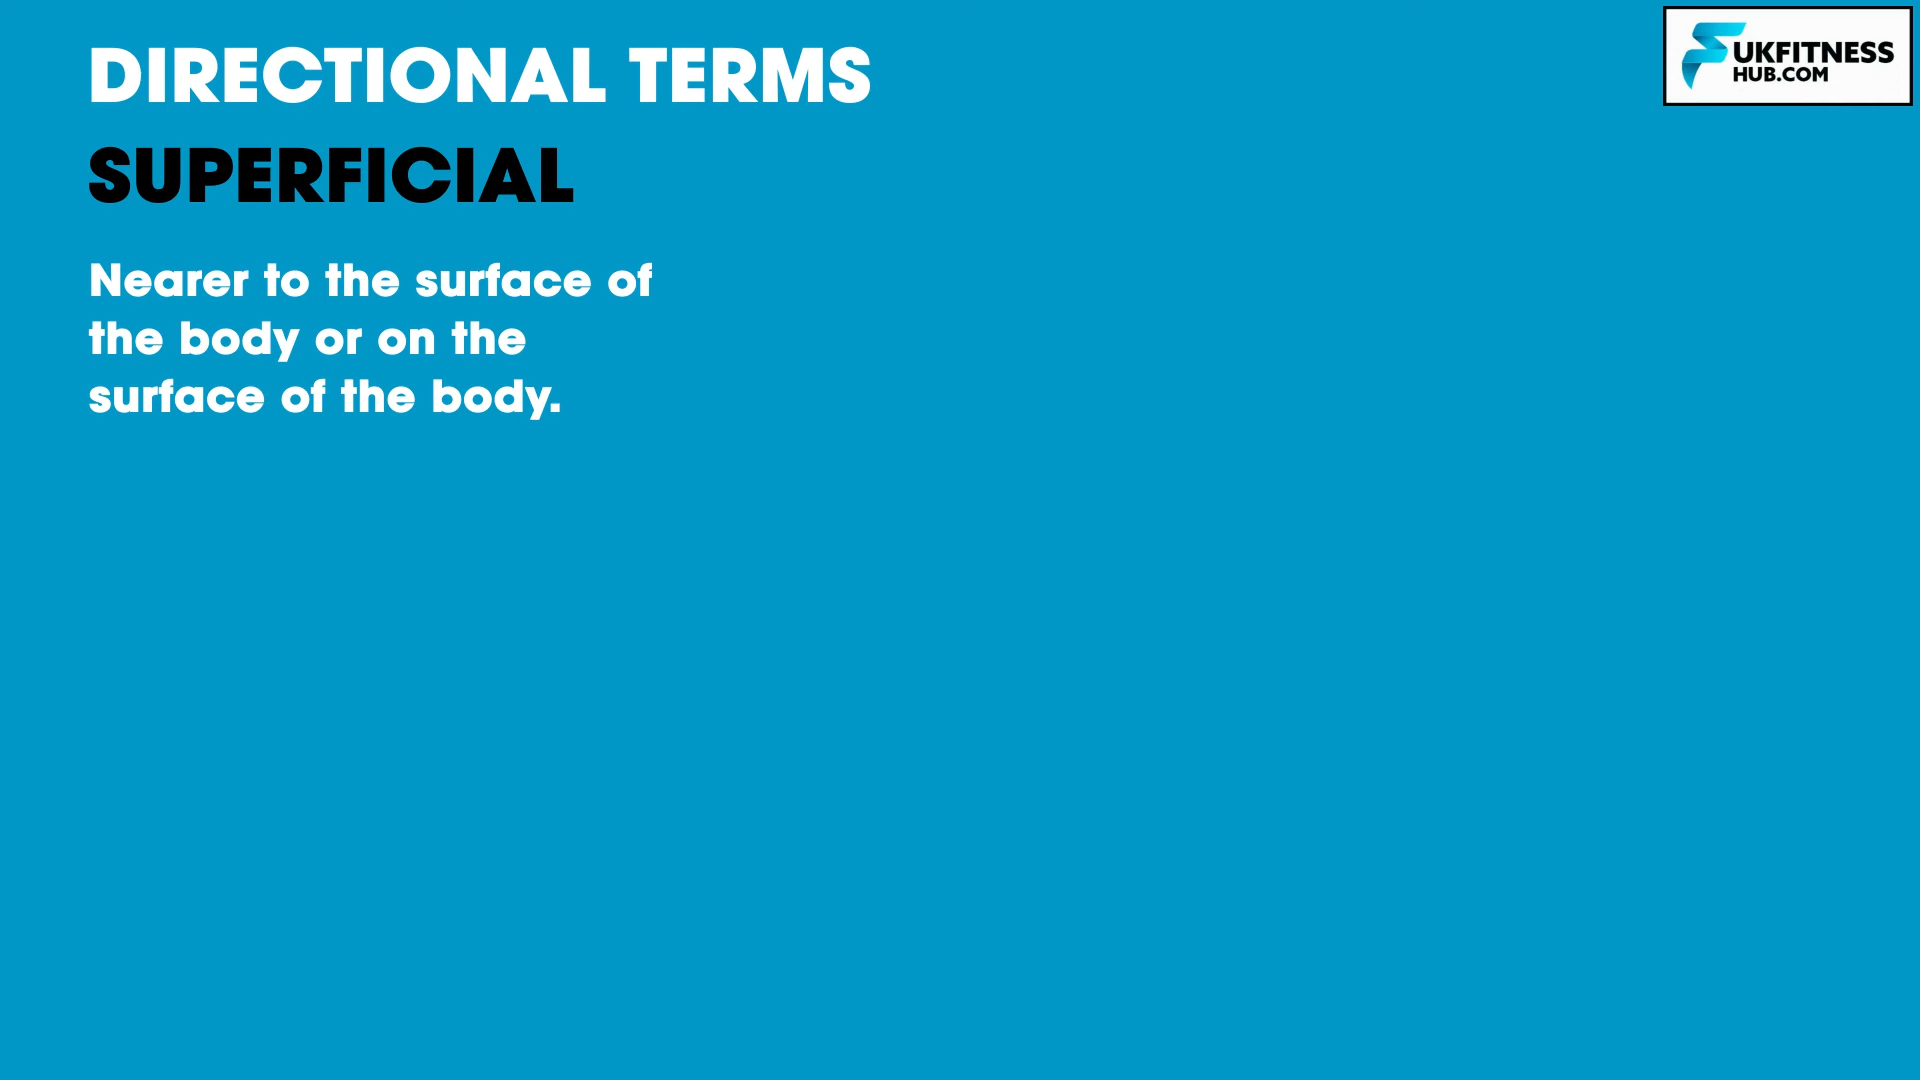 DIRECTIONAL TERMS
UKFITNESS
HUB.COM
SUPERFICIAL
Nearer to the surface of
the body or on the
surface of the body.